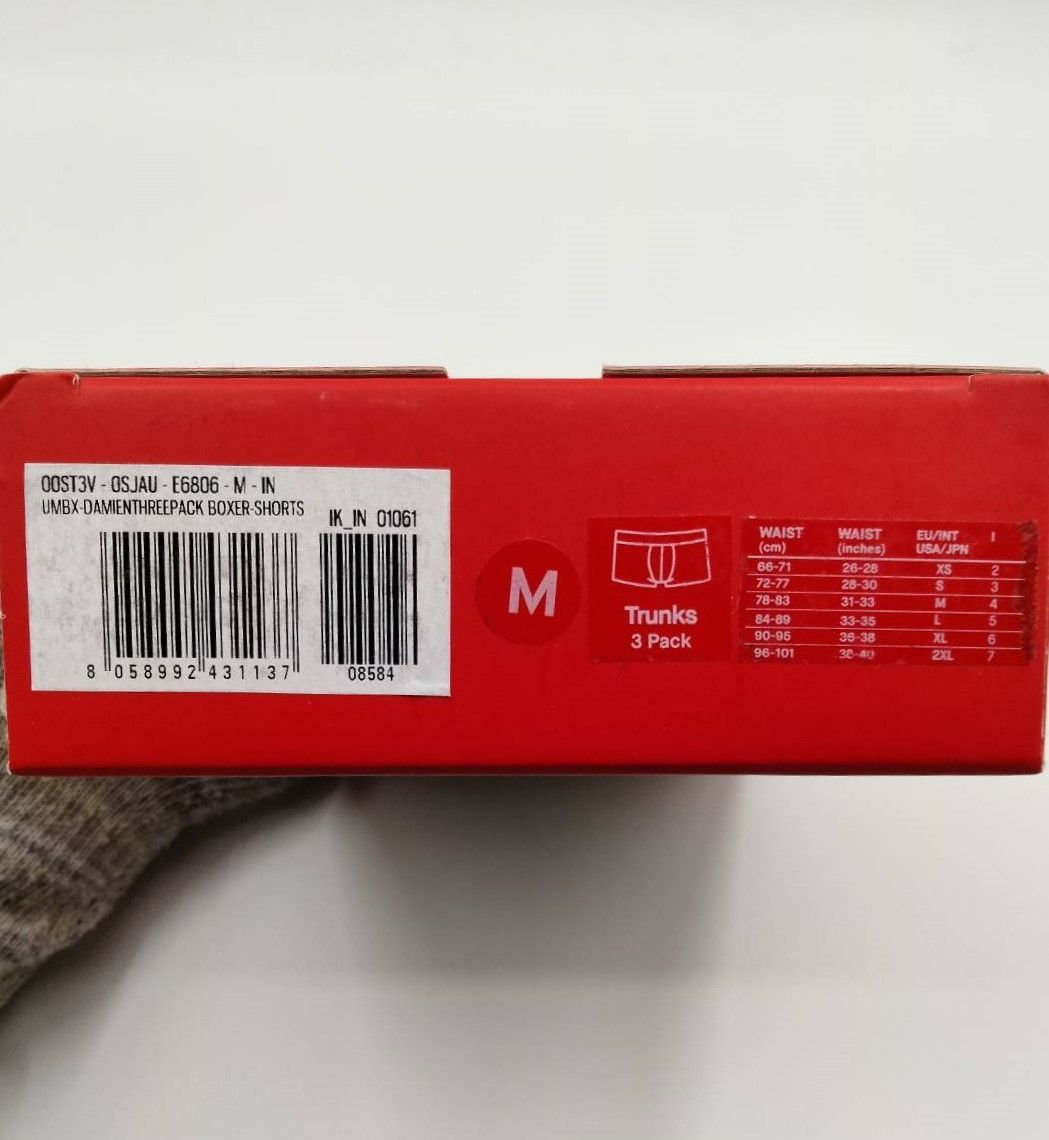 00ST3V - 0SJAU - E6806 - M - IN
UMBX-DAMIENTHREEPACK BOXER-SHORTS
IK_IN 01061
8 058992 431137
08584
M
Trunks
3 Pack
WAIST (cm) WAIST (inches) EU/INT USA/JPN I
66-71 26-28 XS 2
72-77 28-30 S 3
78-83 31-33 M 4
84-89 33-35 L 5
90-95 36-38 XL 6
96-101 38-40 2XL 7